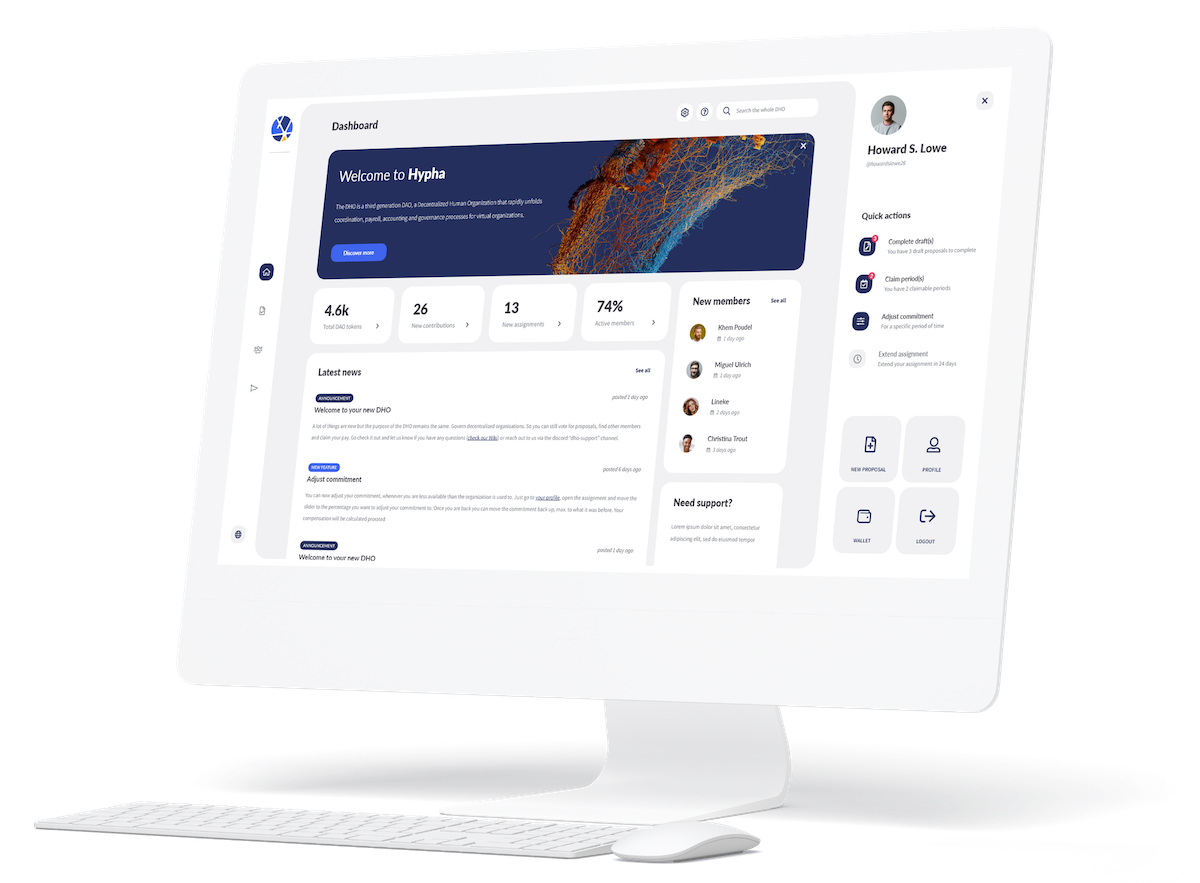 Dashboard
Search the whole DHO
Welcome to Hypha
The DHO is a third generation DAO, a Decentralized Human Organization that rapidly unfolds
coordination, payroll, accounting and governance processes for virtual organizations.
Discover more
4.6k
Total DAO tokens
26
New contributions
13
New assignments
74%
Active members
Latest news
See all
ANNOUNCEMENT
posted 1 day ago
Welcome to your new DHO
A lot of things are new but the purpose of the DHO remains the same. Govern decentralized organisations. So you can still vote for proposals, find other members
and claim your pay. Go check it out and let us know if you have any questions (check our Wiki) or reach out to us via the discord "dho-support" channel.
NEW FEATURE
posted 6 days ago
Adjust commitment
You can now adjust your commitment, whenever you are less available than the organization is used to. Just go to your profile, open the assignment and move the
slider to the percentage you want to adjust your commitment to. Once you are back you can move the commitment back up, max. to what it was before. Your
compensation will be calculated prorated
ANNOUNCEMENT
posted 1 day ago
Welcome to your new DHO
New members
See all
Khem Poudel
1 day ago
Miguel Ulrich
1 day ago
Lineke
2 days ago
Christina Trout
3 days ago
Need support?
Lorem ipsum dolor sit amet, consectetur
adipiscing elit, sed do eiusmod tempor
Howard S. Lowe
Quick actions
Complete draft(s)
You have 3 draft proposals to complete
Claim period(s)
You have 2 claimable periods
Adjust commitment
For a specific period of time
Extend assignment
Extend your assignment in 24 days
NEW PROPOSAL
PROFILE
WALLET
LOGOUT